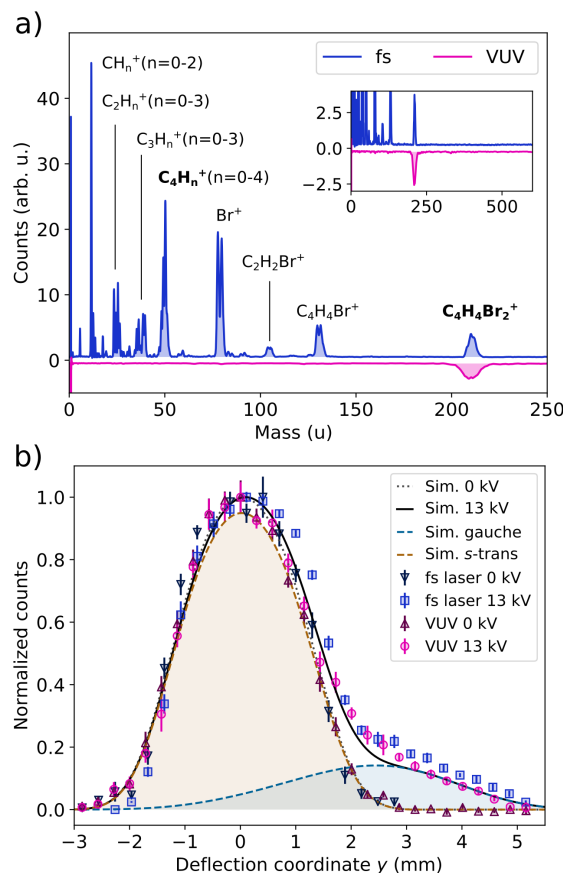 a)
fs VUV
CHn+(n=0-2)
C2Hn+(n=0-3)
C3Hn+(n=0-3)
C4Hn+(n=0-4)
Br+
C2H2Br+
C4H4Br+
C4H4Br2+
2.5
0.0
−2.5
0 250 500
Counts (arb. u.)
40
30
20
10
0
0 50 100 150 200 250
Mass (u)
b)
Sim. 0 kV
Sim. 13 kV
Sim. gauche
Sim. s-trans
fs laser 0 kV
fs laser 13 kV
VUV 0 kV
VUV 13 kV
Normalized counts
1.0
0.8
0.6
0.4
0.2
0.0
−3 −2 −1 0 1 2 3 4 5
Deflection coordinate y (mm)